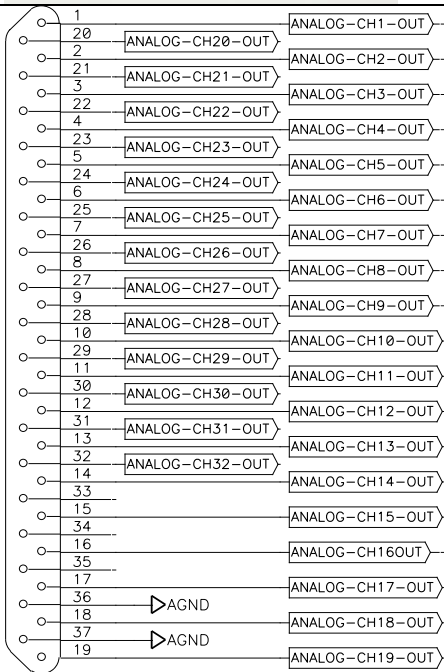 1 ANALOG-CH1-OUT
20 ANALOG-CH20-OUT
2 ANALOG-CH2-OUT
21 ANALOG-CH21-OUT
3 ANALOG-CH3-OUT
22 ANALOG-CH22-OUT
4 ANALOG-CH4-OUT
23 ANALOG-CH23-OUT
5 ANALOG-CH5-OUT
24 ANALOG-CH24-OUT
6 ANALOG-CH6-OUT
25 ANALOG-CH25-OUT
7 ANALOG-CH7-OUT
26 ANALOG-CH26-OUT
8 ANALOG-CH8-OUT
27 ANALOG-CH27-OUT
9 ANALOG-CH9-OUT
28 ANALOG-CH28-OUT
10 ANALOG-CH10-OUT
29 ANALOG-CH29-OUT
11 ANALOG-CH11-OUT
30 ANALOG-CH30-OUT
12 ANALOG-CH12-OUT
31 ANALOG-CH31-OUT
13 ANALOG-CH13-OUT
32 ANALOG-CH32-OUT
14 ANALOG-CH14-OUT
33
15 ANALOG-CH15-OUT
34
16 ANALOG-CH16OUT
35
17 ANALOG-CH17-OUT
36 AGND
18 ANALOG-CH18-OUT
37 AGND
19 ANALOG-CH19-OUT